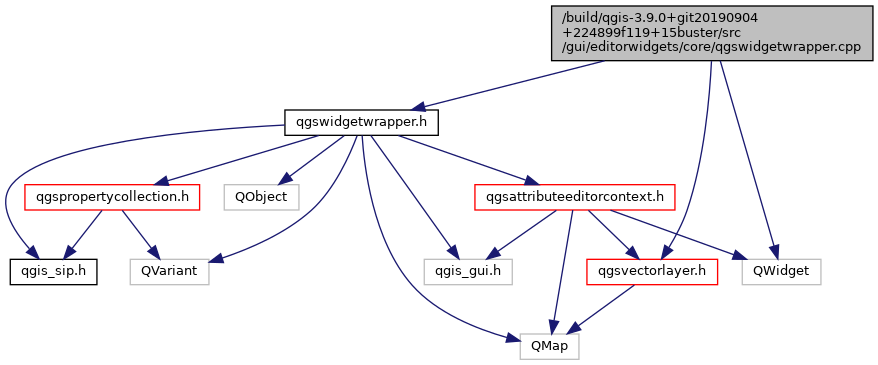 /build/qgis-3.9.0+git20190904
+224899f119+15buster/src
/gui/editorwidgets/core/qgswidgetwrapper.cpp
qgswidgetwrapper.h
qgspropertycollection.h
QObject
qgsattributeeditorcontext.h
qgis_sip.h
QVariant
qgis_gui.h
qgsvectorlayer.h
QWidget
QMap